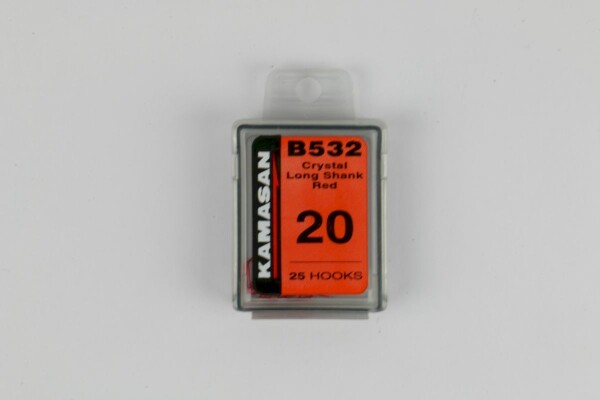 KAMASAN
B532
Crystal
Long Shank
Red
20
25 HOOKS